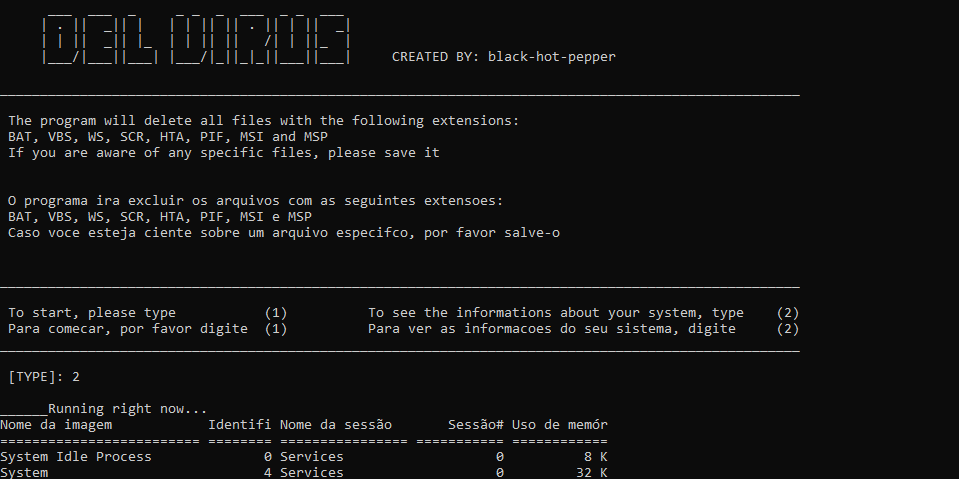 DEL VIRUS
CREATED BY: black-hot-pepper
The program will delete all files with the following extensions:
BAT, VBS, WS, SCR, HTA, PIF, MSI and MSP
If you are aware of any specific files, please save it
O programa ira excluir os arquivos com as seguintes extensoes:
BAT, VBS, WS, SCR, HTA, PIF, MSI e MSP
Caso voce esteja ciente sobre um arquivo especifco, por favor salve-o
To start, please type (1) To see the informations about your system, type (2)
Para comecar, por favor digite (1) Para ver as informacoes do seu sistema, digite (2)
[TYPE]: 2
______Running right now...
Nome da imagem Identifi Nome da sessão Sessão# Uso de memór
========================= ======== ================ =========== ============
System Idle Process 0 Services 0 8 K
System 4 Services 0 32 K